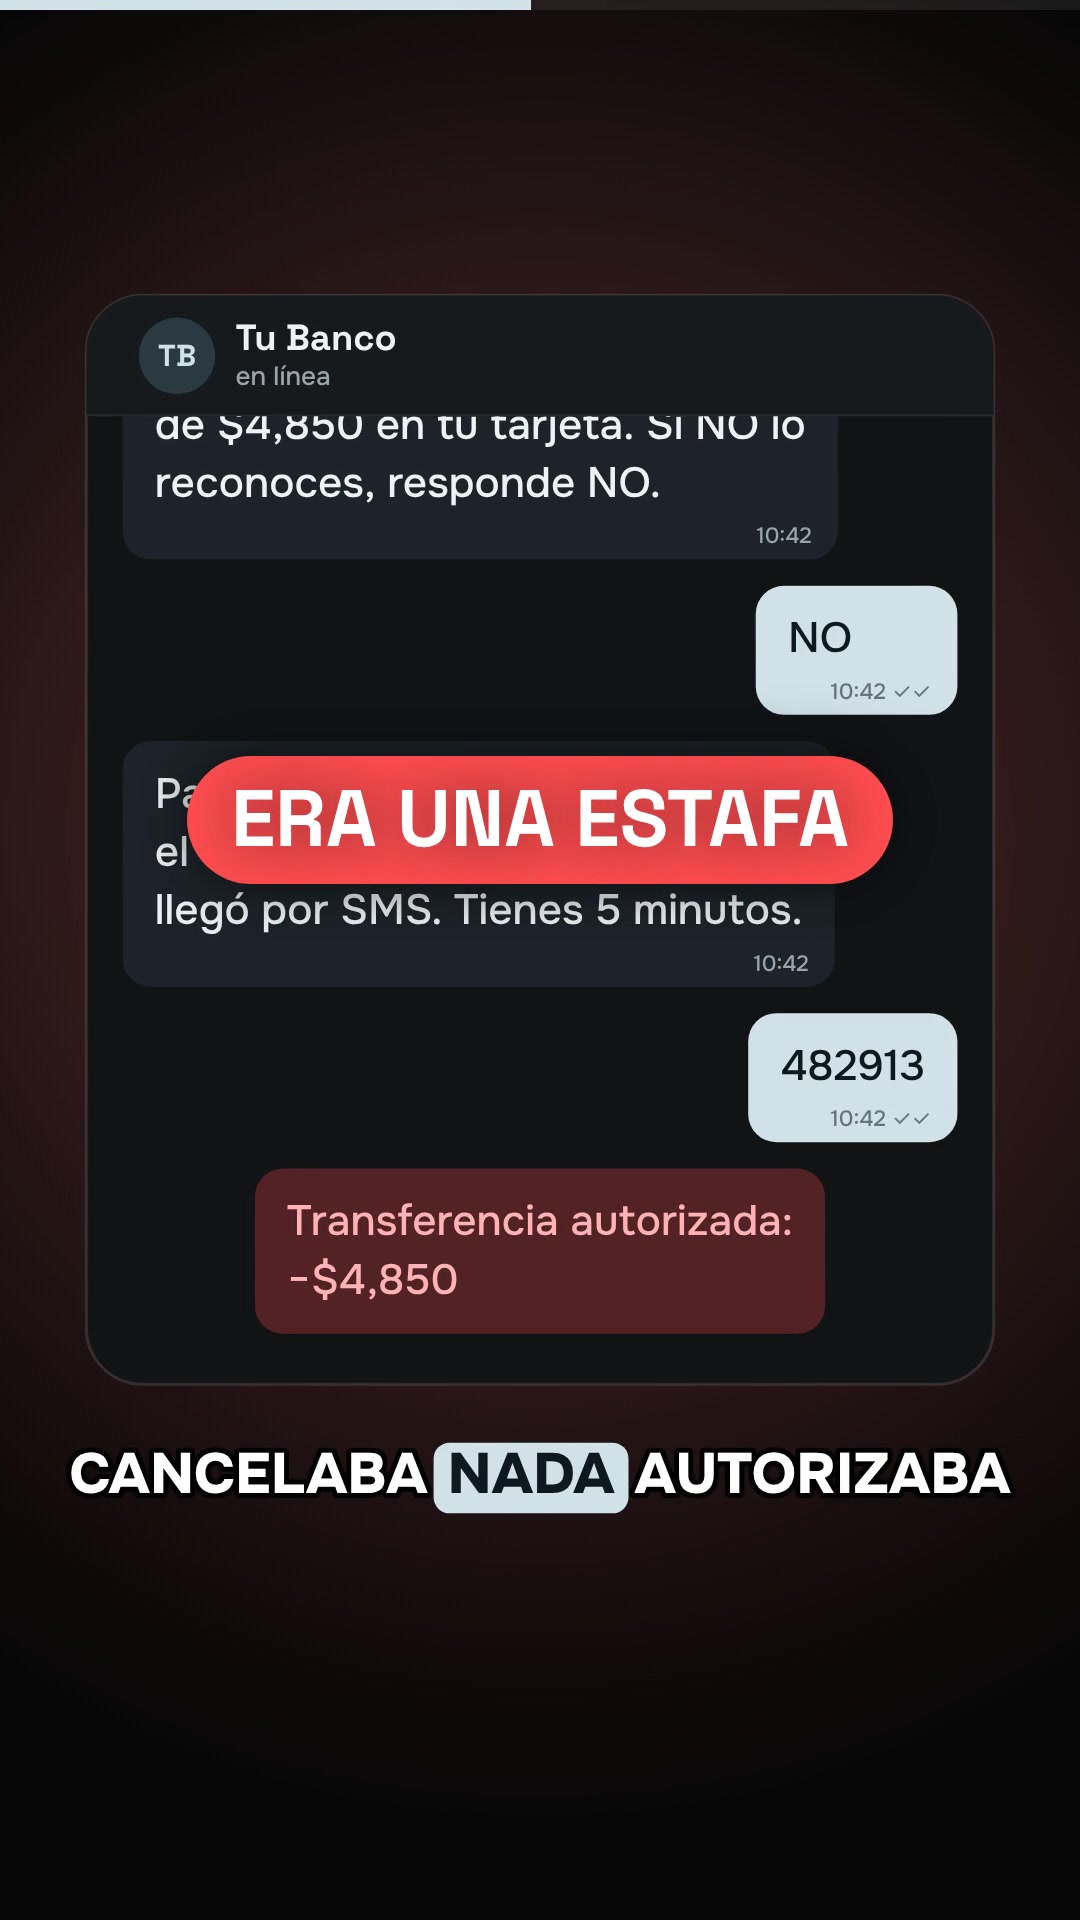 TB
Tu Banco
en línea
de $4,850 en tu tarjeta. Si NO lo
reconoces, responde NO.
10:42
NO
10:42 ✓✓
ERA UNA ESTAFA
el
llegó por SMS. Tienes 5 minutos.
10:42
482913
10:42 ✓✓
Transferencia autorizada:
-$4,850
CANCELABA NADA AUTORIZABA